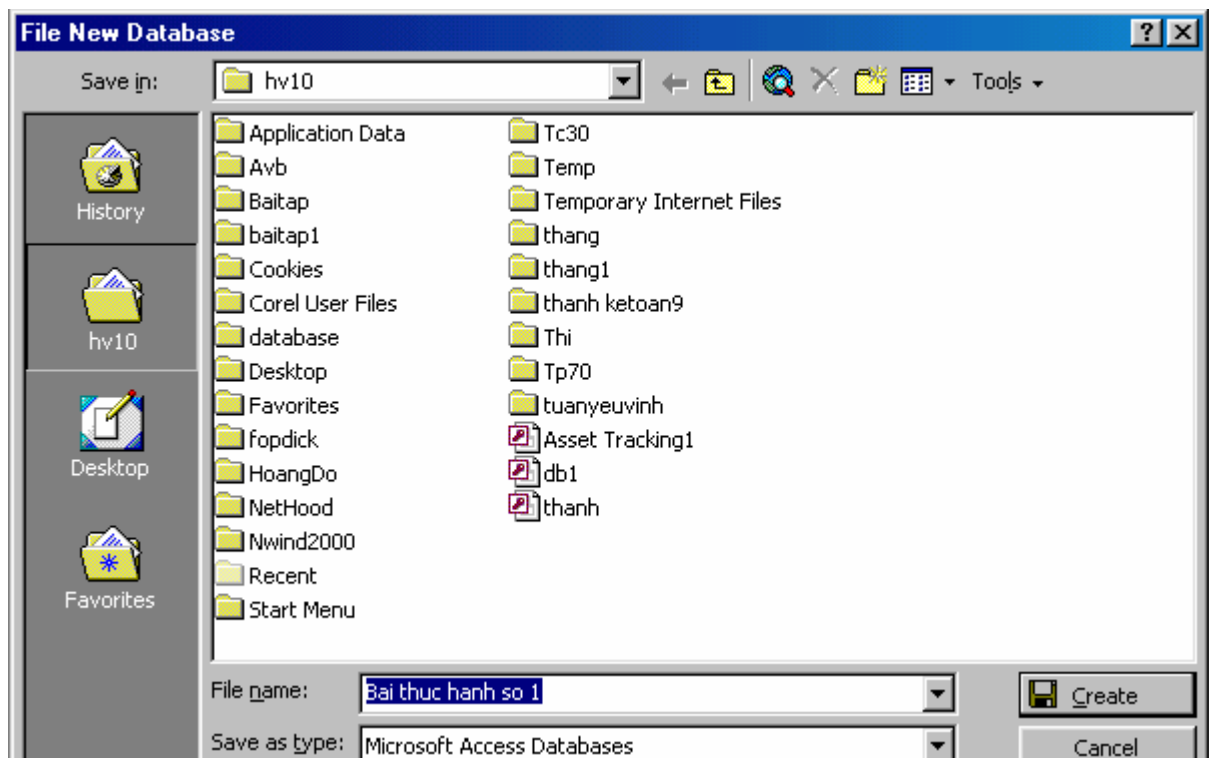 File New Database
Save in:
hv10
Tools
History
hv10
Desktop
Favorites
Application Data
Avb
Baitap
baitap1
Cookies
Corel User Files
database
Desktop
Favorites
fopdick
HoangDo
NetHood
Nwind2000
Recent
Start Menu
Tc30
Temp
Temporary Internet Files
thang
thang1
thanh ketoan9
Thi
Tp70
tuanyeuvinh
Asset Tracking1
db1
thanh
File name:
Bai thuc hanh so 1
Create
Save as type:
Microsoft Access Databases
Cancel